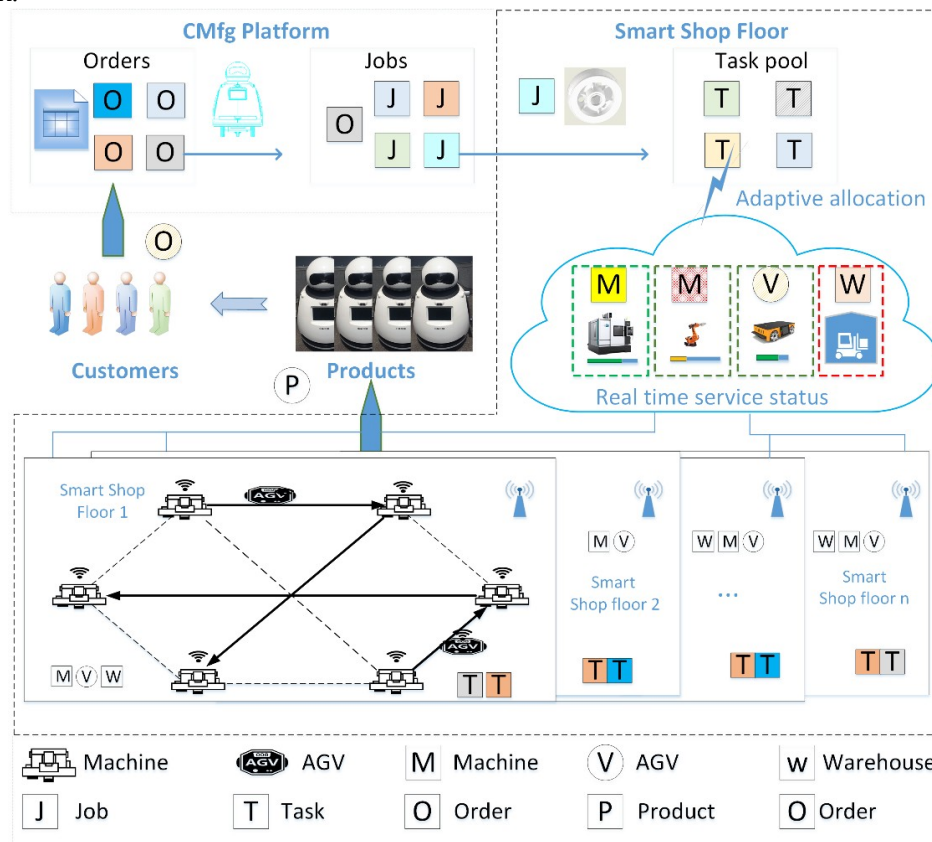 CMfg Platform
Smart Shop Floor
Orders
Jobs
Task pool
O O
J J
J
T T
O
O O
J J
T T
Adaptive allocation
O
M M V W
Customers
Products
P
Real time service status
Smart Shop
Floor 1
AGV
M V
W M V
W M V
Smart
Shop floor 2
...
Smart
Shop floor n
AGV
M V W
T T
T T
T T
T T
Machine
AGV
AGV
M Machine
V AGV
W Warehouse
J Job
T Task
O Order
P Product
O Order